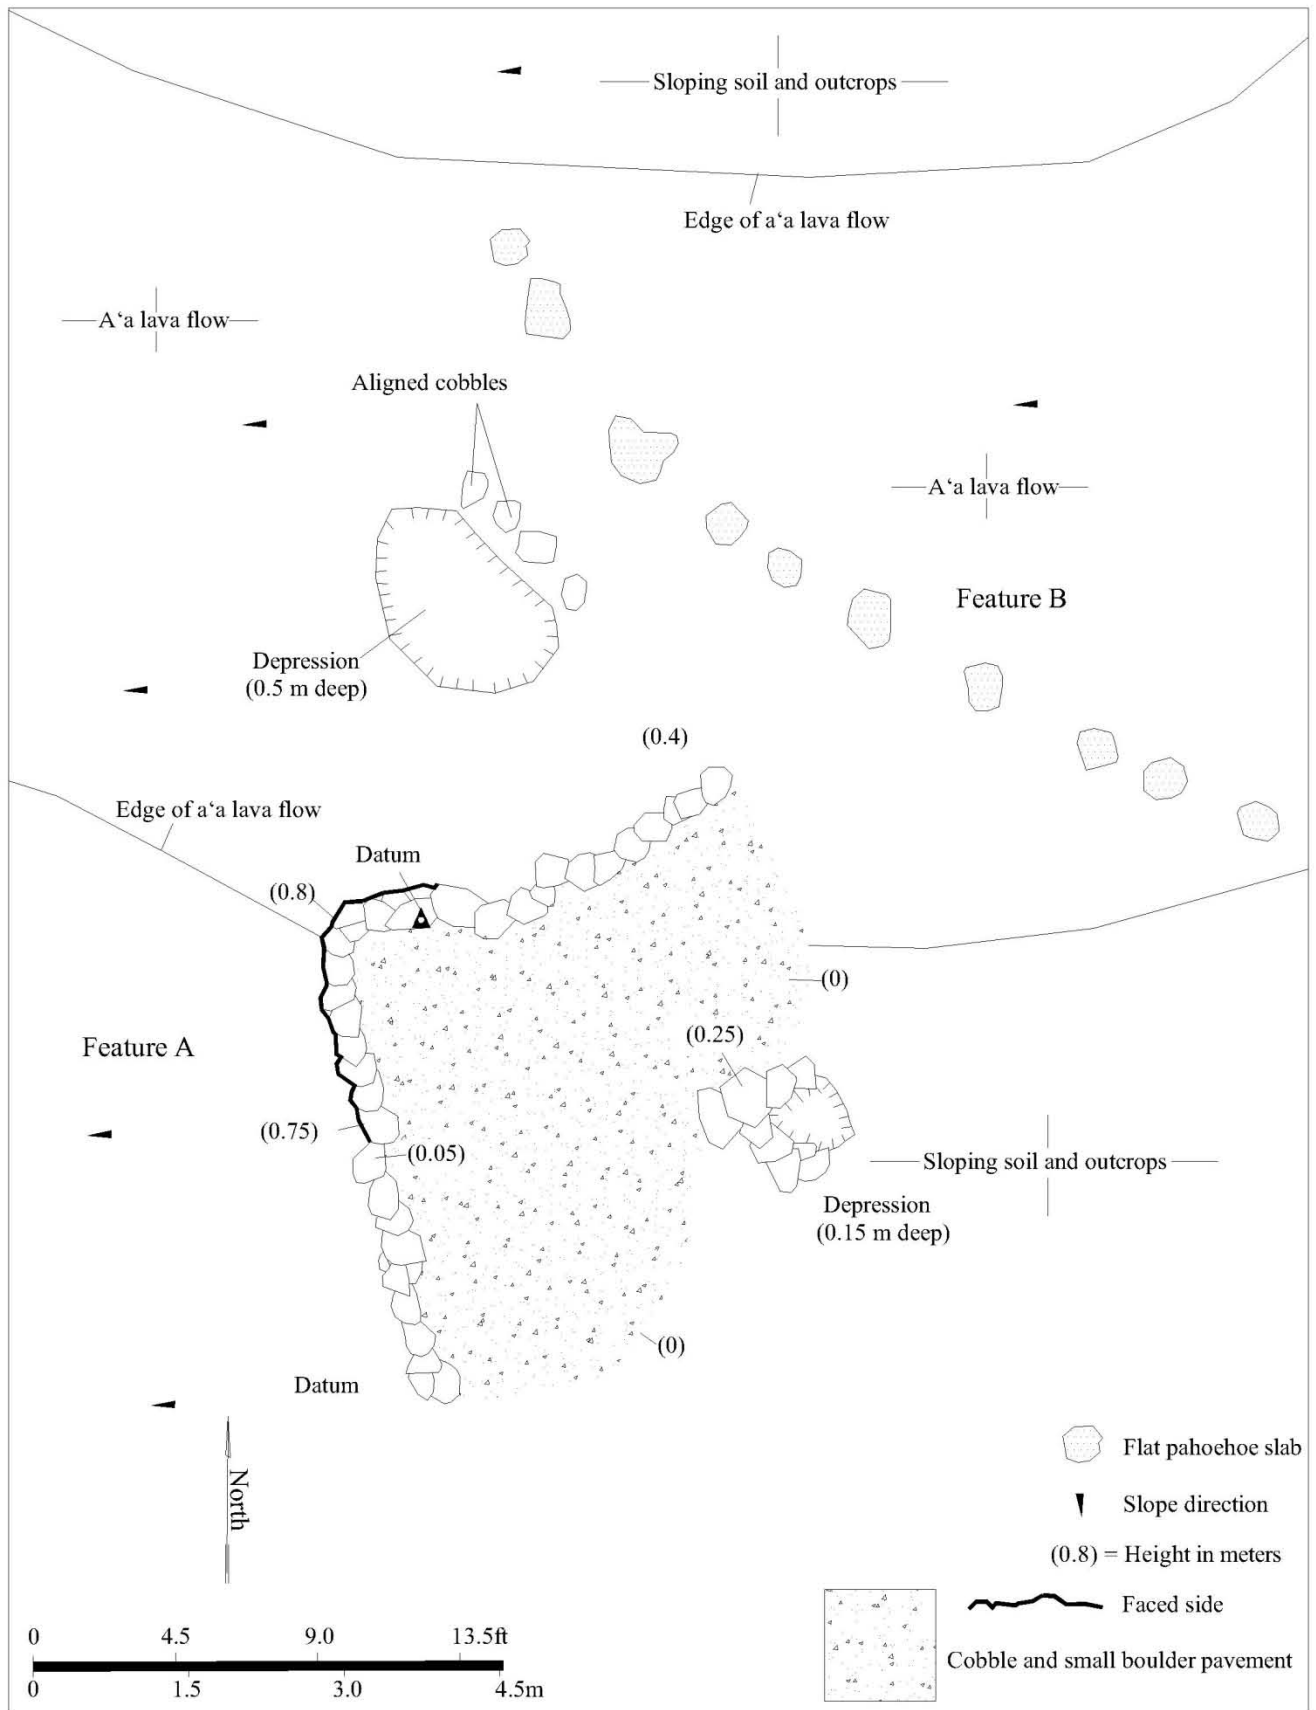 Sloping soil and outcrops
Edge of a‘a lava flow
A‘a lava flow
Aligned cobbles
A‘a lava flow
Feature B
Depression
(0.5 m deep)
(0.4)
Edge of a‘a lava flow
Datum
(0.8)
(0)
Feature A
(0.25)
(0.75)
(0.05)
Sloping soil and outcrops
Depression
(0.15 m deep)
(0)
Datum
North
Flat pahoehoe slab
Slope direction
(0.8) = Height in meters
Faced side
Cobble and small boulder pavement
0 4.5 9.0 13.5ft
0 1.5 3.0 4.5m